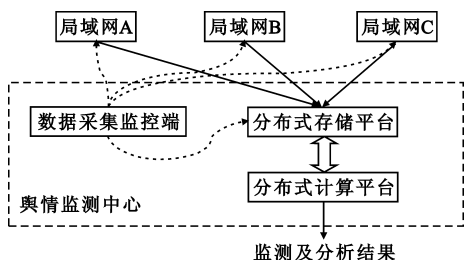 局域网A 局域网B 局域网C
数据采集监控端 分布式存储平台
分布式计算平台
舆情监测中心
监测及分析结果